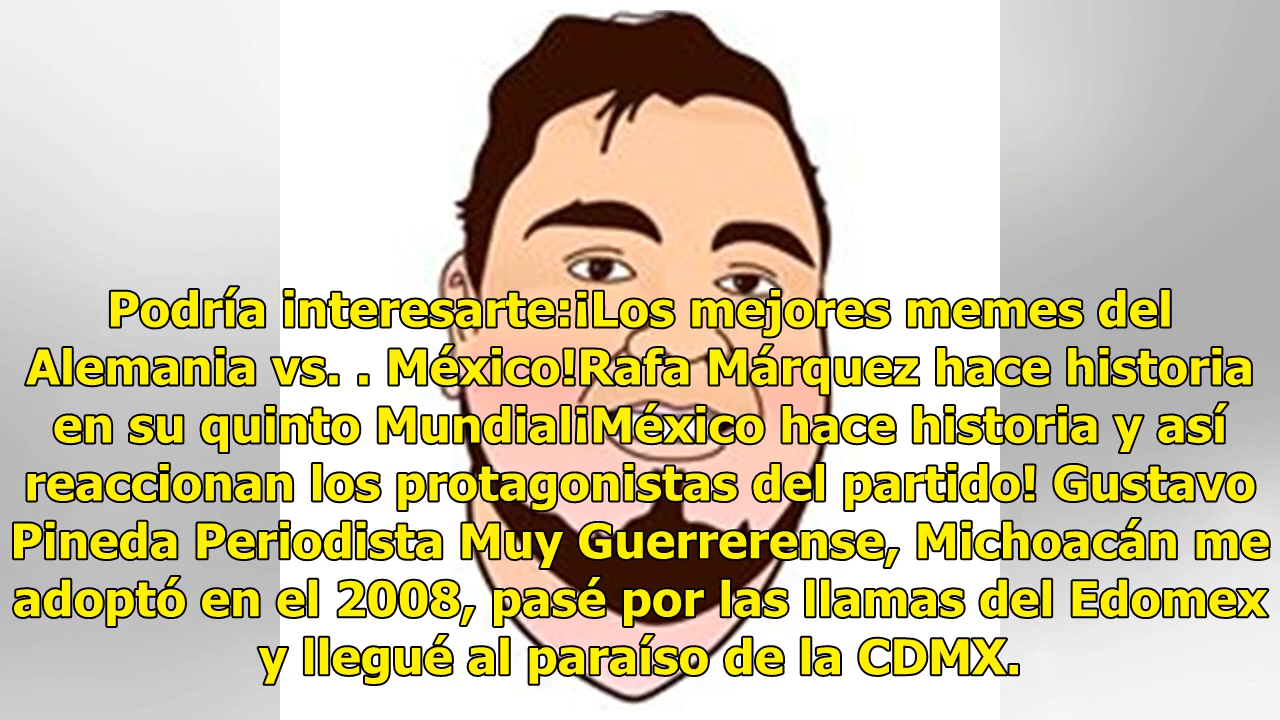 Podría interesarte:¡Los mejores memes del
Alemania vs. . México!Rafa Márquez hace historia
en su quinto Mundial¡México hace historia y así
reaccionan los protagonistas del partido! Gustavo
Pineda Periodista Muy Guerrerense, Michoacán me
adoptó en el 2008, pasé por las llamas del Edomex
y llegué al paraíso de la CDMX.